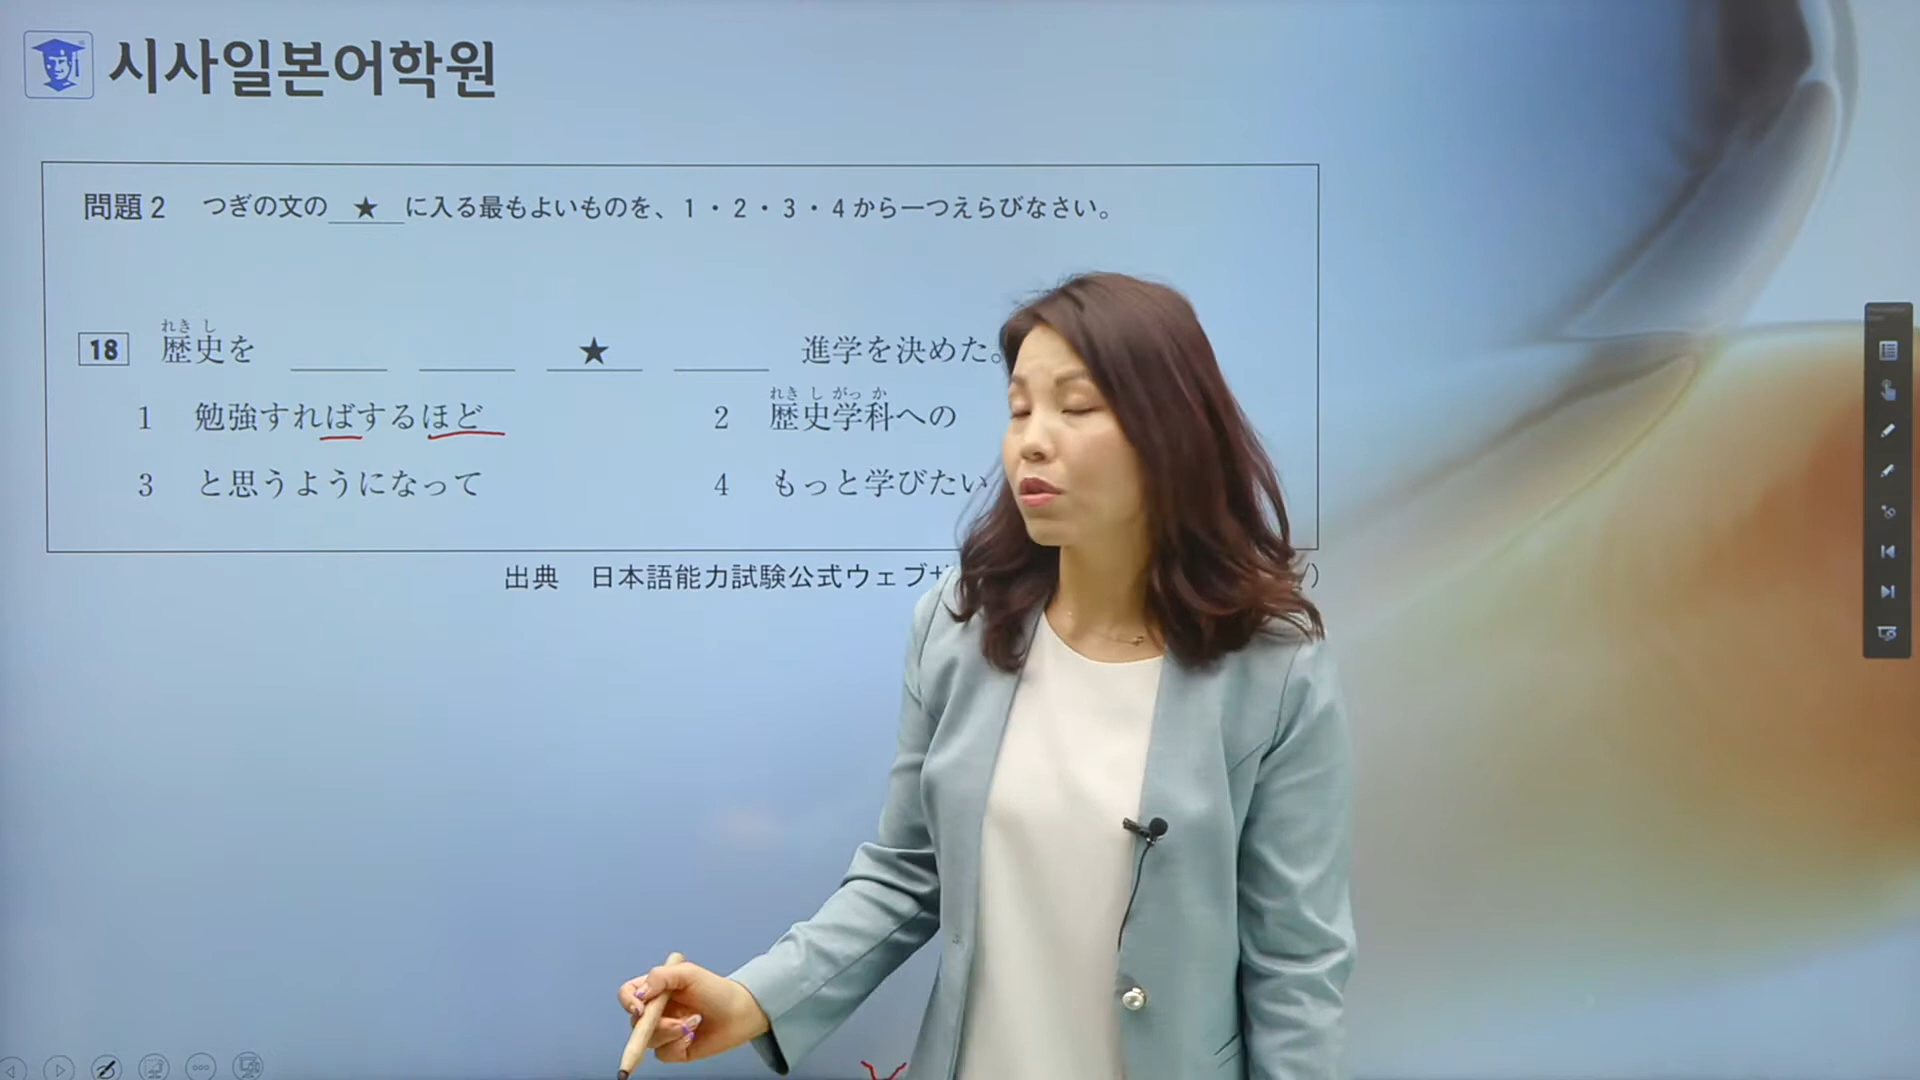 시사일본어학원
問題2 つぎの文の ★ に入る最もよいものを、1・2・3・4から一つえらびなさい。
れきし
18 歴史を ★ 進学を決めた。
れきしがっか
1 勉強すればするほど 2 歴史学科への
3 と思うようになって 4 もっと学びたい
出典 日本語能力試験公式ウェブサ